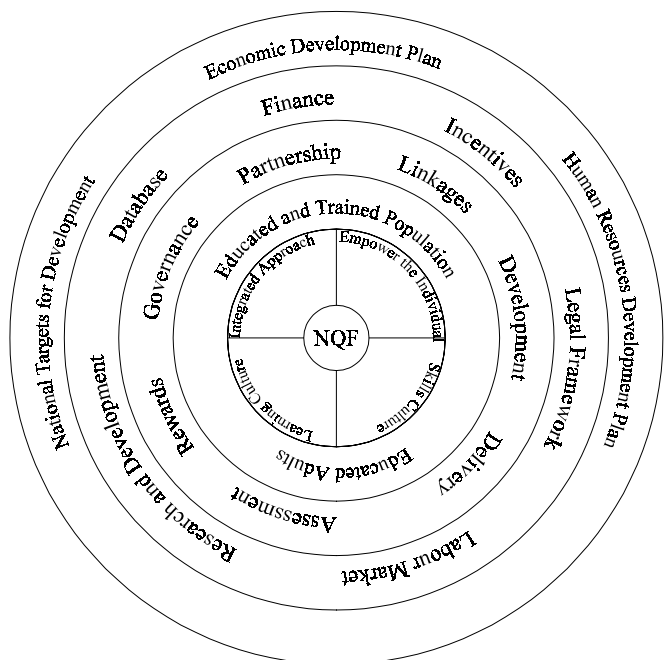 Economic Development Plan
Human Resources Development Plan
National Targets for Development
Finance
Incentives
Legal Framework
Labour Market
Research and Development
Database
Partnership
Linkages
Development
Delivery
Assessment
Rewards
Governance
Educated and Trained Population
Educated Adults
Integrated Approach
Empower the Individual
Skills Culture
Learning Culture
NQF